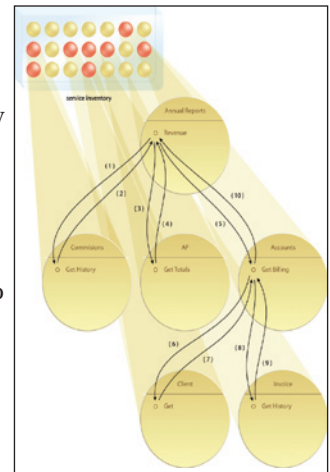 service inventory
Annual Reports
Revenue
(1)
(2)
(3)
(4)
(10)
(5)
Commisions
Get History
AP
Get Totals
Accounts
Get Billing
(6)
(7)
(8)
(9)
Client
Get
Invoice
Get History